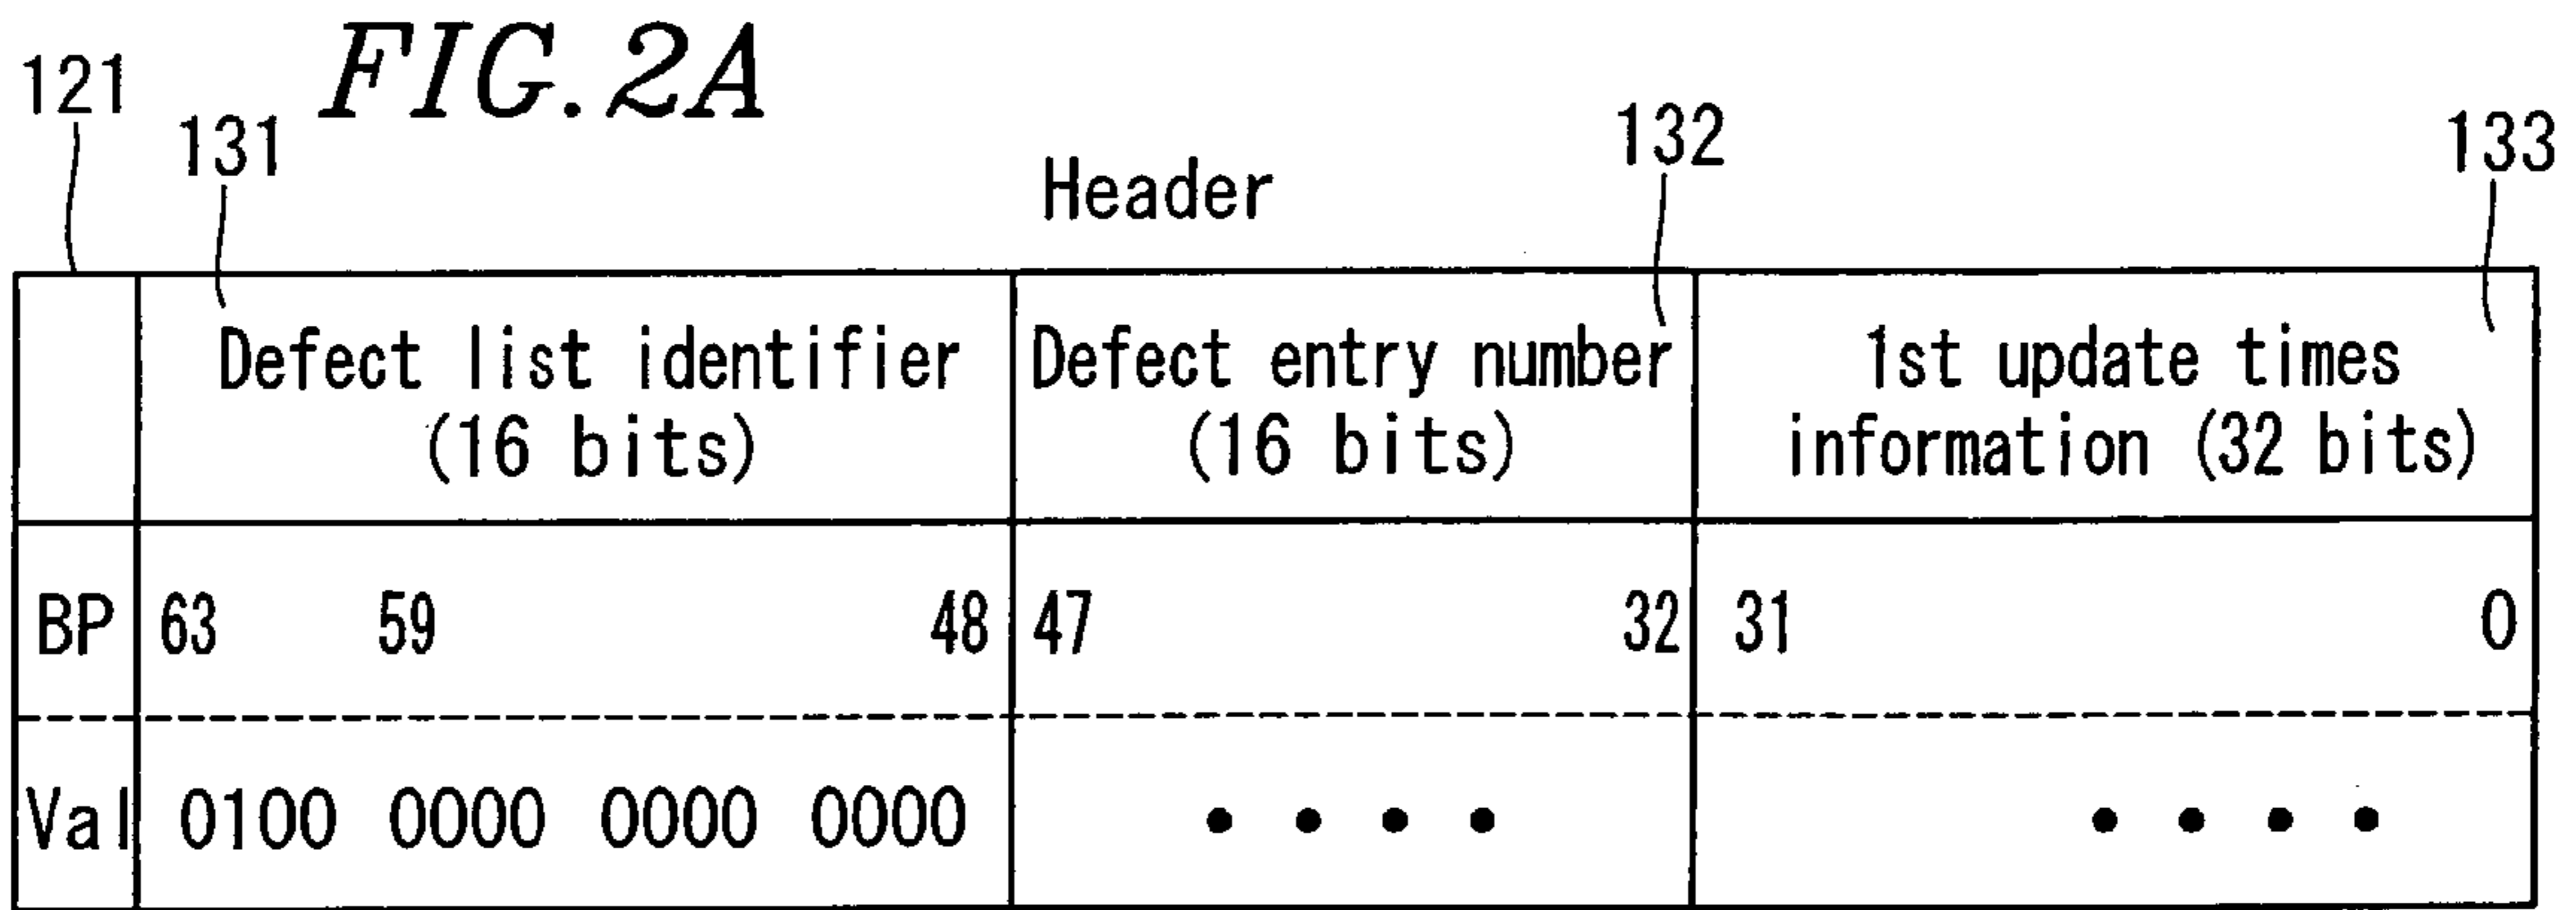 FIG.2A
121
131
132
133
Header
Defect list identifier
(16 bits)
Defect entry number
(16 bits)
1st update times
information (32 bits)
BP 63 59 48 47 32 31 0
Val 0100 0000 0000 0000 • • • • • • • •